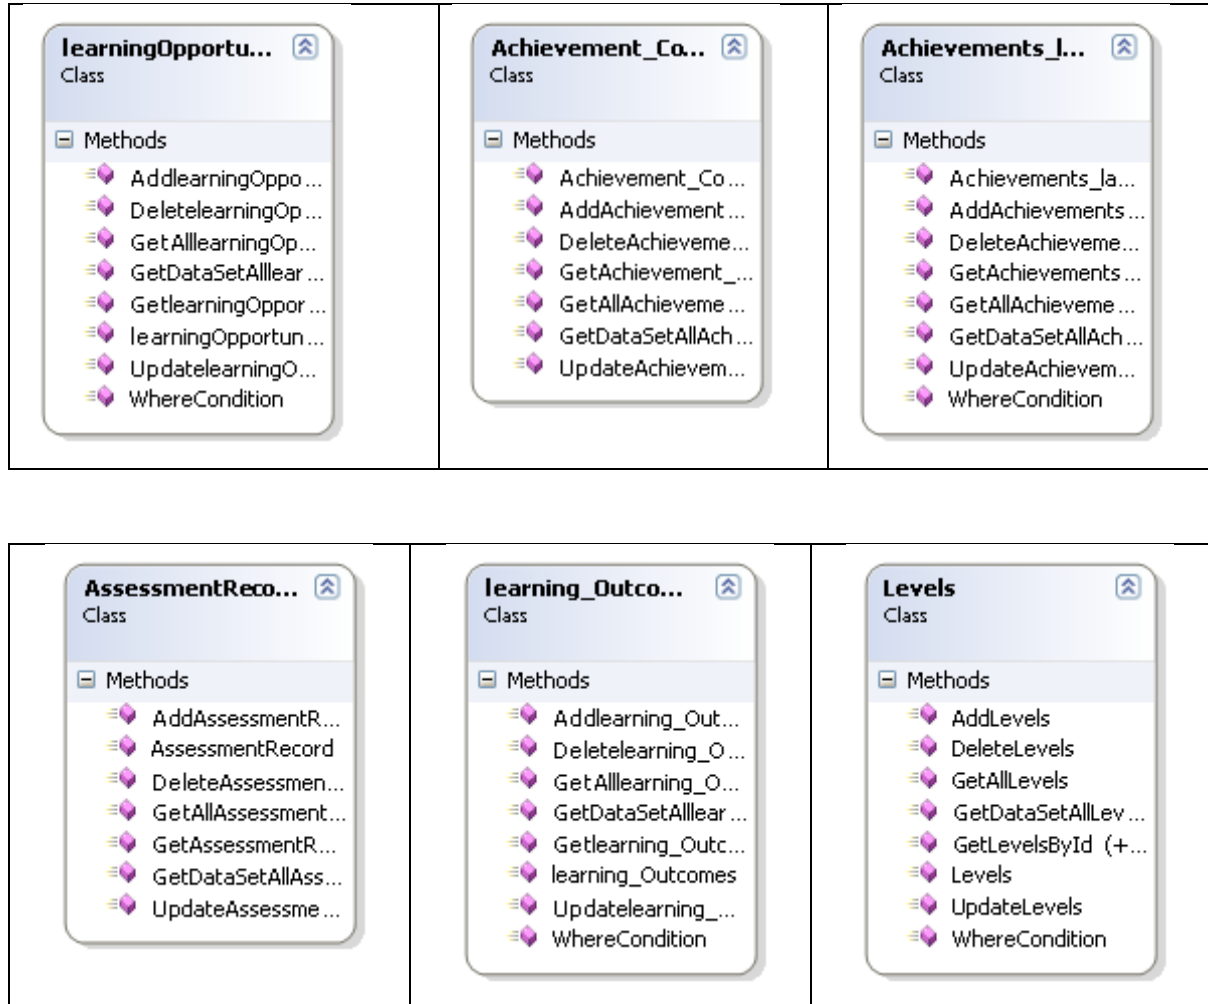 learningOpportu...
Class
Methods
AddlearningOppo...
DeletelearningOp...
GetAlllearningOp...
GetDataSetAlllear...
GetlearningOppor...
learningOpportun...
UpdatelearningO...
WhereCondition
Achievement_Co...
Class
Methods
Achievement_Co...
AddAchievement...
DeleteAchieveme...
GetAchievement_...
GetAllAchieveme...
GetDataSetAllAch...
UpdateAchievem...
Achievements_l...
Class
Methods
Achievements_la...
AddAchievements...
DeleteAchieveme...
GetAchievements...
GetAllAchieveme...
GetDataSetAllAch...
UpdateAchievem...
WhereCondition
AssessmentReco...
Class
Methods
AddAssessmentR...
AssessmentRecord
DeleteAssessmen...
GetAllAssessment...
GetAssessmentR...
GetDataSetAllAss...
UpdateAssessme...
learning_Outco...
Class
Methods
Addlearning_Out...
Deletelearning_O...
GetAlllearning_O...
GetDataSetAlllear...
Getlearning_Outc...
learning_Outcomes
Updatelearning_...
WhereCondition
Levels
Class
Methods
AddLevels
DeleteLevels
GetAllLevels
GetDataSetAllLev...
GetLevelsById (+...
Levels
UpdateLevels
WhereCondition